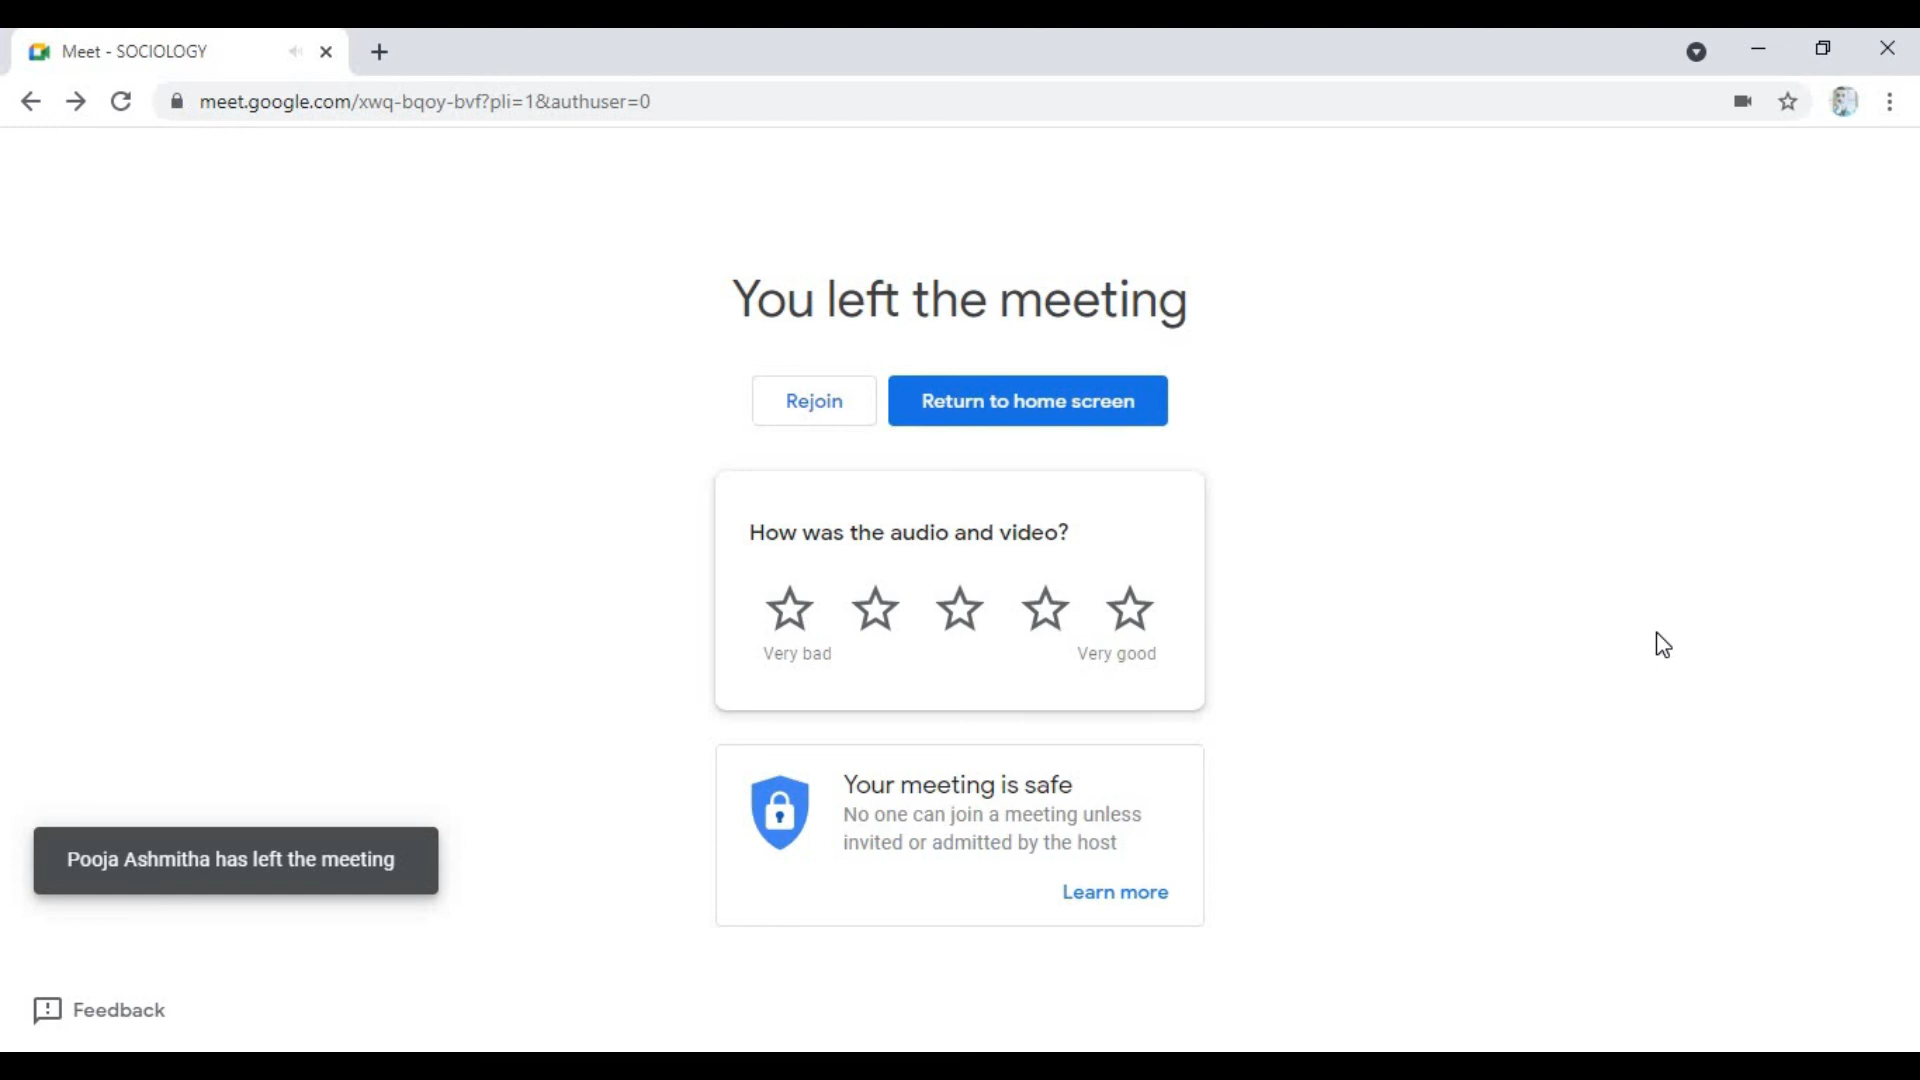 Meet - SOCIOLOGY
meet.google.com/xwq-bqoy-bvf?pli=1&authuser=0
You left the meeting
Rejoin
Return to home screen
How was the audio and video?
Very bad
Very good
Your meeting is safe
No one can join a meeting unless
invited or admitted by the host
Learn more
Pooja Ashmitha has left the meeting
Feedback